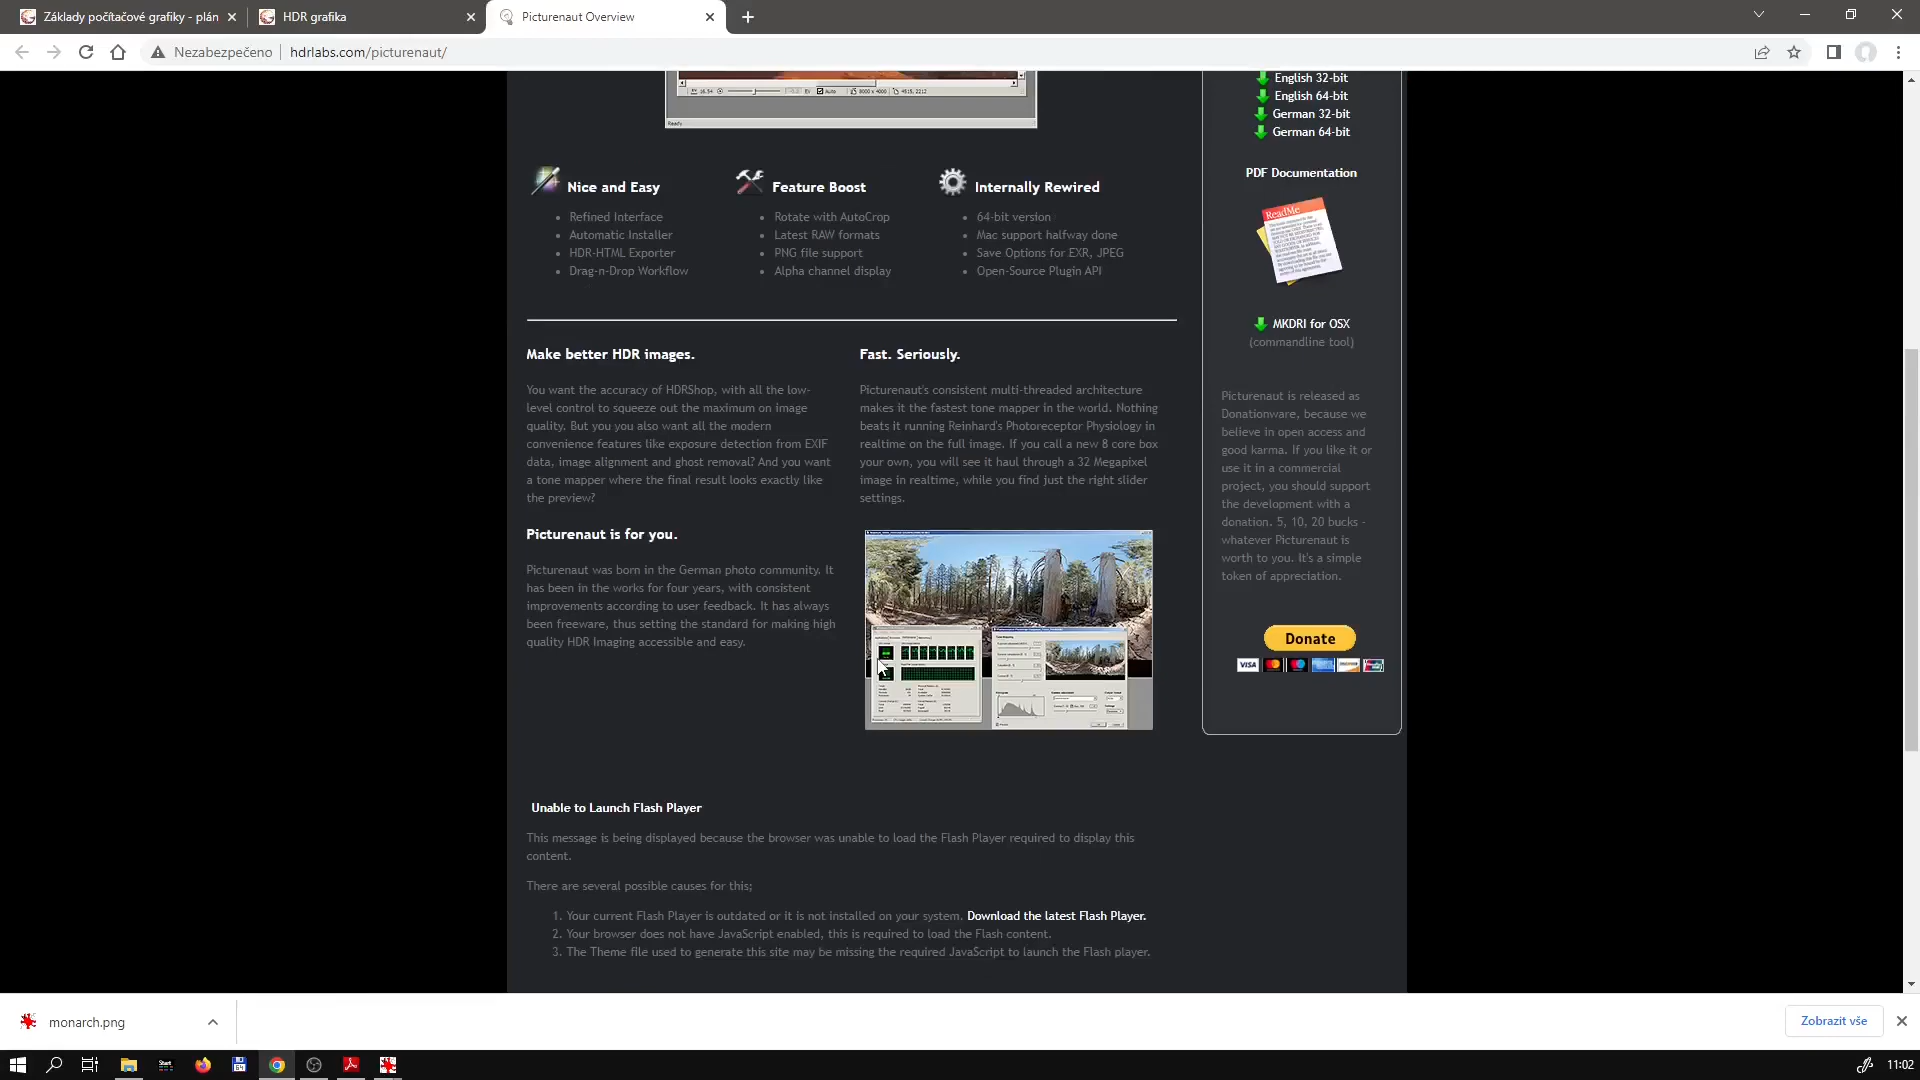 Základy počítačové grafiky - plán
HDR grafika
Picturenaut Overview
Nezabezpečeno
hdrlabs.com/picturenaut/
English 32-bit
English 64-bit
German 32-bit
German 64-bit
PDF Documentation
ReadMe
MKDRI for OSX
(commandline tool)
Picturenaut is released as
Donationware, because we
believe in open access and
good karma. If you like it or
use it in a commercial
project, you should support
the development with a
donation. 5, 10, 20 bucks -
whatever Picturenaut is
worth to you. It's a simple
token of appreciation.
Donate
VISA
Ready
Nice and Easy
Refined Interface
Automatic Installer
HDR-HTML Exporter
Drag-n-Drop Workflow
Feature Boost
Rotate with AutoCrop
Latest RAW formats
PNG file support
Alpha channel display
Internally Rewired
64-bit version
Mac support halfway done
Save Options for EXR, JPEG
Open-Source Plugin API
Make better HDR images.
You want the accuracy of HDRShop, with all the low-
level control to squeeze out the maximum on image
quality. But you you also want all the modern
convenience features like exposure detection from EXIF
data, image alignment and ghost removal? And you want
a tone mapper where the final result looks exactly like
the preview?
Picturenaut is for you.
Picturenaut was born in the German photo community. It
has been in the works for four years, with consistent
improvements according to user feedback. It has always
been freeware, thus setting the standard for making high
quality HDR Imaging accessible and easy.
Fast. Seriously.
Picturenaut's consistent multi-threaded architecture
makes it the fastest tone mapper in the world. Nothing
beats it running Reinhard's Photoreceptor Physiology in
realtime on the full image. If you call a new 8 core box
your own, you will see it haul through a 32 Megapixel
image in realtime, while you find just the right slider
settings.
Unable to Launch Flash Player
This message is being displayed because the browser was unable to load the Flash Player required to display this
content.
There are several possible causes for this;
1. Your current Flash Player is outdated or it is not installed on your system. Download the latest Flash Player.
2. Your browser does not have JavaScript enabled, this is required to load the Flash content.
3. The Theme file used to generate this site may be missing the required JavaScript to launch the Flash player.
monarch.png
Zobrazit vše
Start
11:02